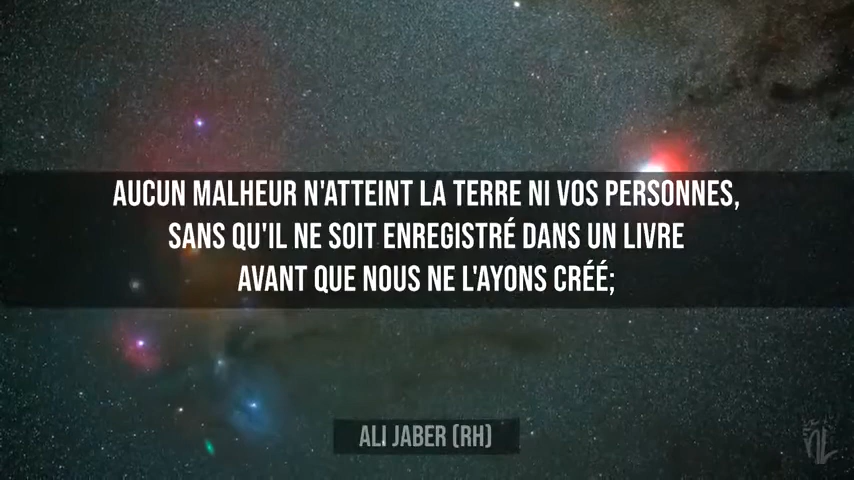 AUCUN MALHEUR N'ATTEINT LA TERRE NI VOS PERSONNES,
SANS QU'IL NE SOIT ENREGISTRÉ DANS UN LIVRE
AVANT QUE NOUS NE L'AYONS CRÉÉ;
ALI JABER (RH)